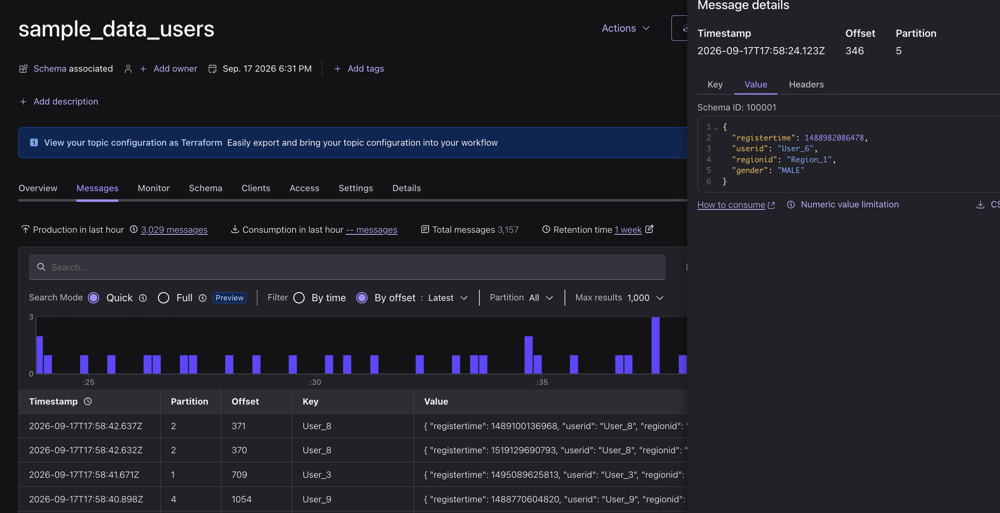 sample_data_users
Actions
Schema associated
Add owner
Sep. 17 2026 6:31 PM
Add tags
Add description
View your topic configuration as Terraform Easily export and bring your topic configuration into your workflow
Overview Messages Monitor Schema Clients Access Settings Details
Production in last hour 3,029 messages
Consumption in last hour -- messages
Total messages 3,157
Retention time 1 week
Search...
Search Mode Quick Full Preview Filter By time By offset : Latest Partition All Max results 1,000
3
0
:25 :30 :35
Timestamp Partition Offset Key Value
2026-09-17T17:58:42.637Z 2 371 User_8 { "registertime": 1489100136968, "userid": "User_8", "regionid": "
2026-09-17T17:58:42.632Z 2 370 User_8 { "registertime": 1519129690793, "userid": "User_8", "regionid": "
2026-09-17T17:58:41.671Z 1 709 User_3 { "registertime": 1495089625813, "userid": "User_3", "regionid":
2026-09-17T17:58:40.898Z 4 1054 User_9 { "registertime": 1488770604820, "userid": "User_9", "regionid":
Message details
Timestamp Offset Partition
2026-09-17T17:58:24.123Z 346 5
Key Value Headers
Schema ID: 100001
1 {
2 "registertime": 1488982086478,
3 "userid": "User_6",
4 "regionid": "Region_1",
5 "gender": "MALE"
6 }
How to consume Numeric value limitation